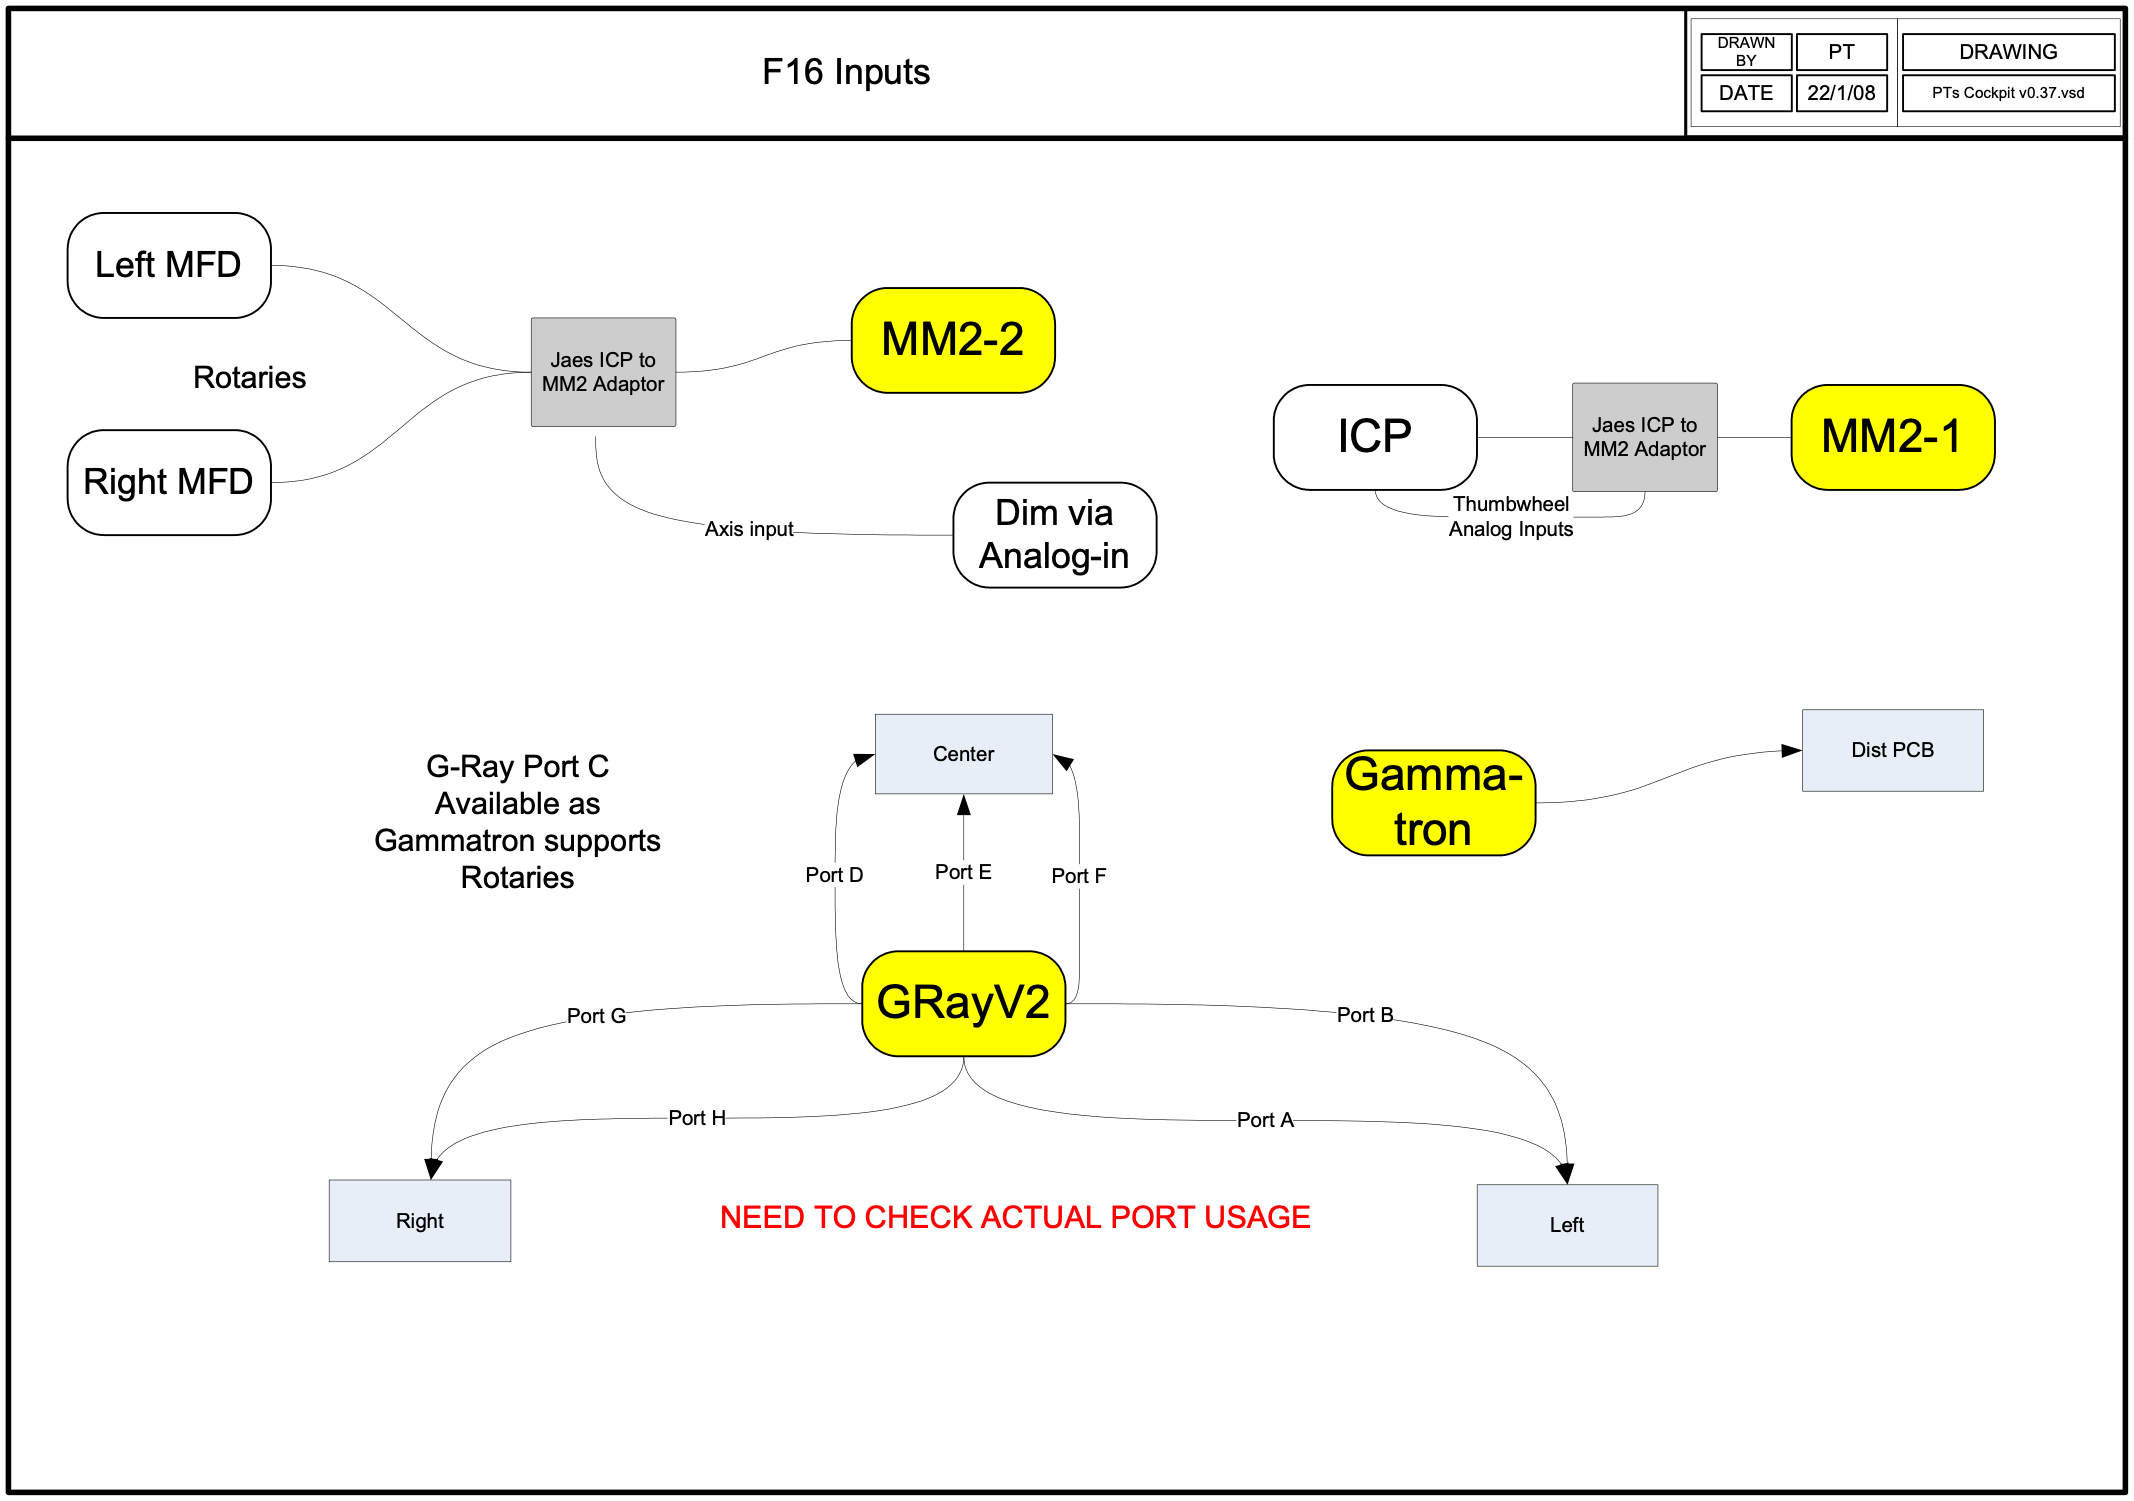 F16 Inputs
DRAWN
BY
PT
DRAWING
DATE
22/1/08
PTs Cockpit v0.37.vsd
Left MFD
Rotaries
Right MFD
Jaes ICP to
MM2 Adaptor
MM2-2
Axis input
Dim via
Analog-in
ICP
Jaes ICP to
MM2 Adaptor
MM2-1
Thumbwheel
Analog Inputs
G-Ray Port C
Available as
Gammatron supports
Rotaries
Center
Port D
Port E
Port F
Gamma-
tron
Dist PCB
GRayV2
Port G
Port B
Port H
Port A
Right
NEED TO CHECK ACTUAL PORT USAGE
Left